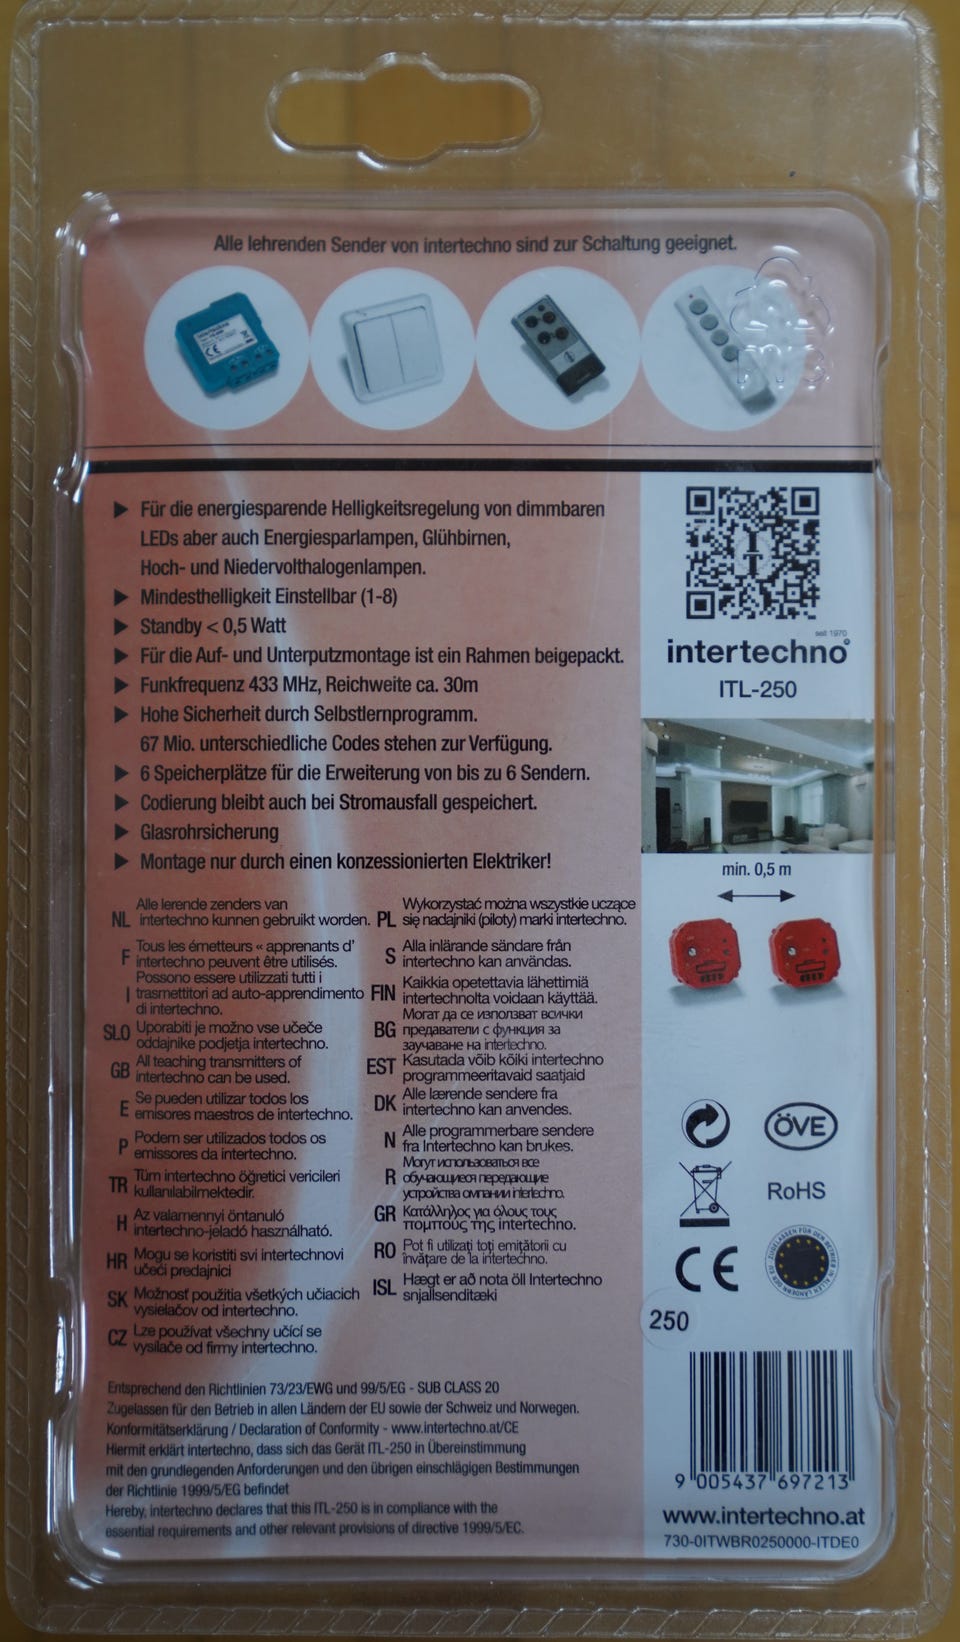 Alle lehrenden Sender von intertechno sind zur Schaltung geeignet.
intertechno
CE
▶ Für die energiesparende Helligkeitsregelung von dimmbaren
LEDs aber auch Energiesparlampen, Glühbirnen,
Hoch- und Niedervolthalogenlampen.
▶ Mindesthelligkeit Einstellbar (1-8)
▶ Standby < 0,5 Watt
▶ Für die Auf- und Unterputzmontage ist ein Rahmen beigepackt.
▶ Funkfrequenz 433 MHz, Reichweite ca. 30m
▶ Hohe Sicherheit durch Selbstlernprogramm.
67 Mio. unterschiedliche Codes stehen zur Verfügung.
▶ 6 Speicherplätze für die Erweiterung von bis zu 6 Sendern.
▶ Codierung bleibt auch bei Stromausfall gespeichert.
▶ Glasrohrsicherung
▶ Montage nur durch einen konzessionierten Elektriker!
seit 1970
intertechno
ITL-250
min. 0,5 m
NL Alle lerende zenders van
intertechno kunnen gebruikt worden.
F Tous les émetteurs « apprenants d'
intertechno peuvent être utilisés.
I Possono essere utilizzati tutti i
trasmettitori ad auto-apprendimento
di intertechno.
SLO Uporabiti je možno vse učeče
oddajnike podjetja intertechno.
GB All teaching transmitters of
intertechno can be used.
E Se pueden utilizar todos los
emisores maestros de intertechno.
P Podem ser utilizados todos os
emissores da intertechno.
TR Tüm intertechno öğretici vericileri
kullanılabilmektedir.
H Az valamennyi öntanuló
intertechno-jeladó használható.
HR Mogu se koristiti svi intertechnovi
učeći predajnici
SK Možnosť použitia všetkých učiacich
vysielačov od intertechno.
CZ Lze používat všechny učící se
vysílače od firmy intertechno.
PL Wykorzystać można wszystkie uczące
się nadajniki (piloty) marki intertechno.
S Alla inlärande sändare från
intertechno kan användas.
FIN Kaikkia opetettavia lähettimiä
intertechnolta voidaan käyttää.
BG Могат да се използват всички
предаватели с функция за
заучаване на intertechno.
EST Kasutada võib kõiki intertechno
programmeeritavaid saatjaid
DK Alle lærende sendere fra
intertechno kan anvendes.
N Alle programmerbare sendere
fra Intertechno kan brukes.
R Могут использоваться все
обучающиеся передающие
устройства омпании intertechno.
GR Κατάλληλος για όλους τους
πομπούς της intertechno.
RO Pot fi utilizați toți emițătorii cu
învățare de la intertechno.
ISL Hægt er að nota öll Intertechno
snjallsenditæki
ÖVE
RoHS
CE
ZUGELASSEN FÜR DEN BETRIEB IN ALLEN LÄNDERN DER EU
250
Entsprechend den Richtlinien 73/23/EWG und 99/5/EG - SUB CLASS 20
Zugelassen für den Betrieb in allen Ländern der EU sowie der Schweiz und Norwegen.
Konformitätserklärung / Declaration of Conformity - www.intertechno.at/CE
Hiermit erklärt intertechno, dass sich das Gerät ITL-250 in Übereinstimmung
mit den grundlegenden Anforderungen und den übrigen einschlägigen Bestimmungen
der Richtlinie 1999/5/EG befindet
Hereby, intertechno declares that this ITL-250 is in compliance with the
essential requirements and other relevant provisions of directive 1999/5/EC.
9 005437 697213
www.intertechno.at
730-0ITWBR0250000-ITDE0